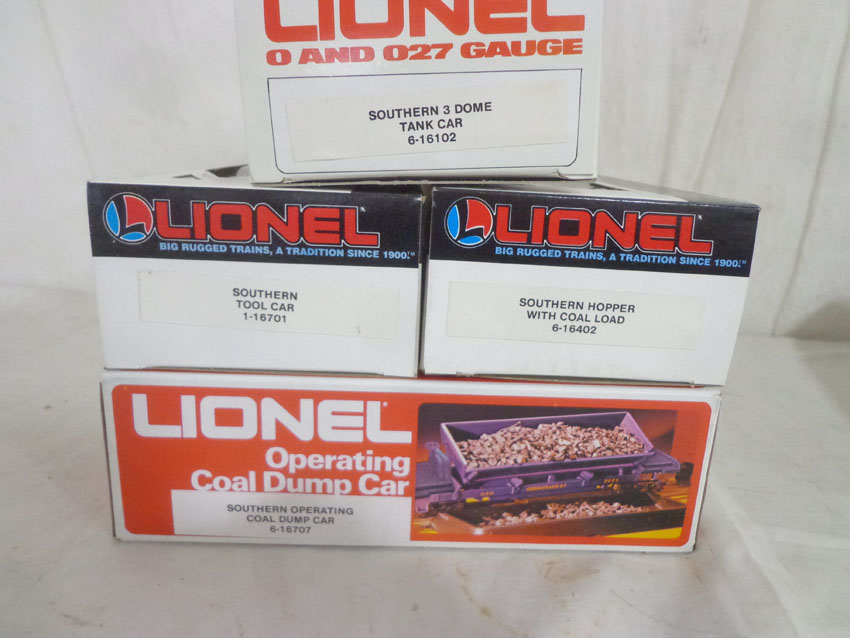 LIONEL
O AND 027 GAUGE
SOUTHERN 3 DOME
TANK CAR
6-16102
LIONEL
BIG RUGGED TRAINS, A TRADITION SINCE 1900.™
SOUTHERN
TOOL CAR
1-16701
LIONEL
BIG RUGGED TRAINS, A TRADITION SINCE 1900.™
SOUTHERN HOPPER
WITH COAL LOAD
6-16402
LIONEL
Operating
Coal Dump Car
SOUTHERN OPERATING
COAL DUMP CAR
6-16707